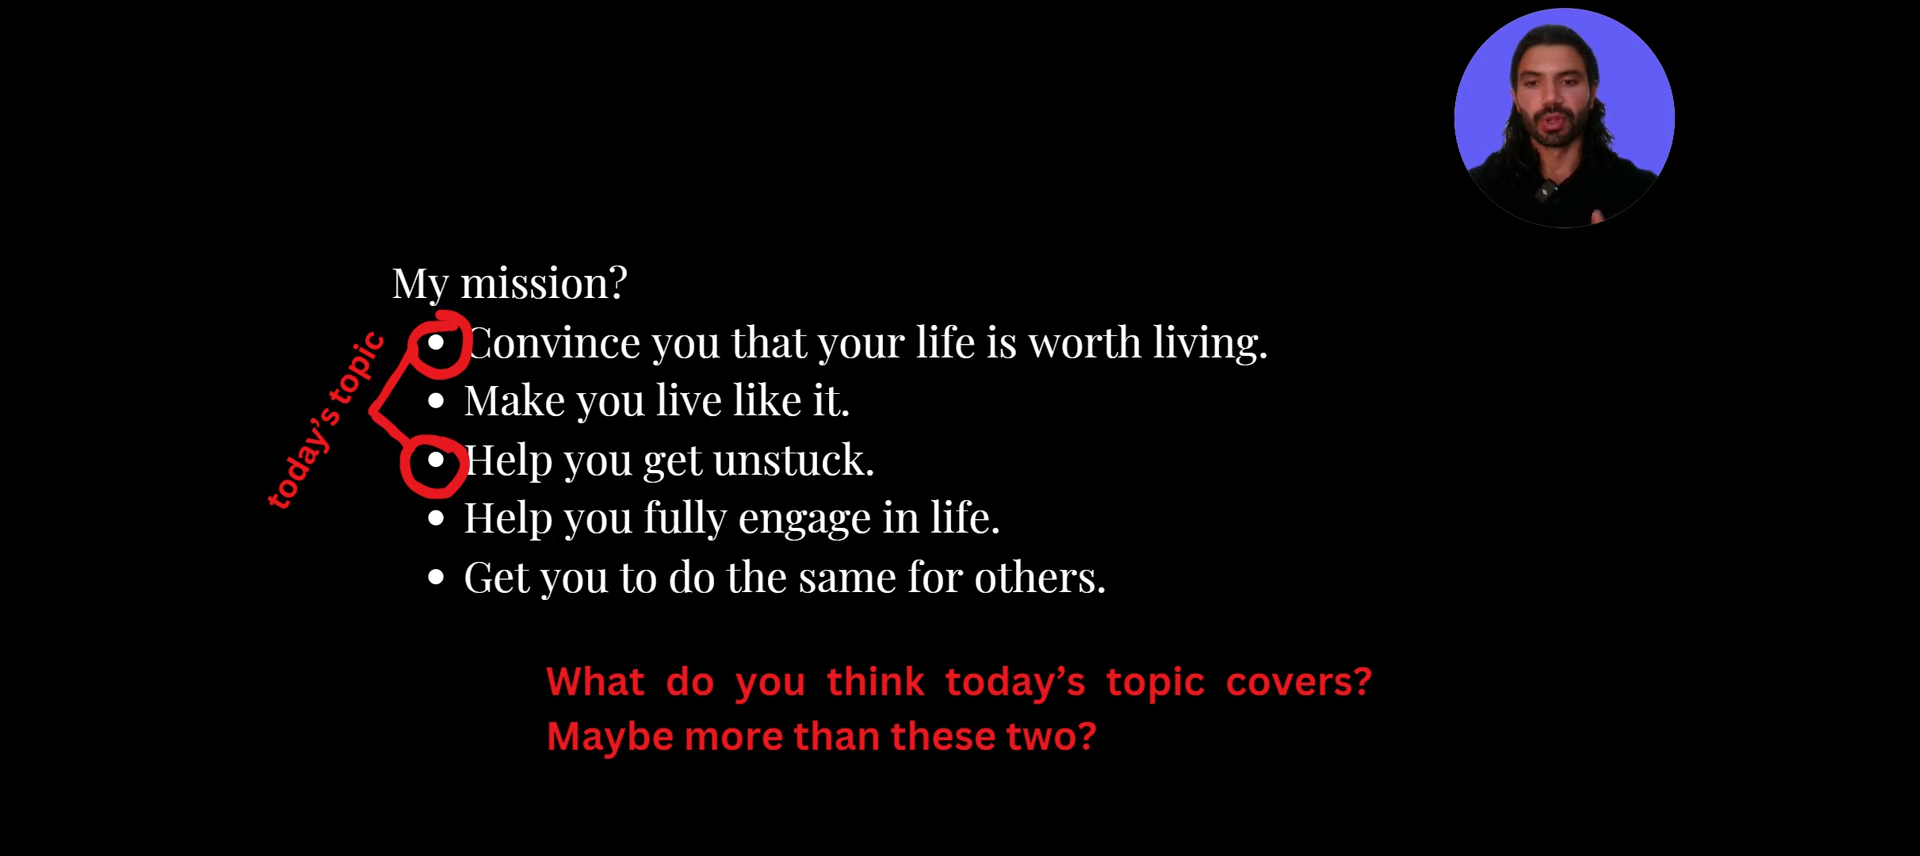 My mission?
• Convince you that your life is worth living.
• Make you live like it.
• Help you get unstuck.
• Help you fully engage in life.
• Get you to do the same for others.
today’s topic
What do you think today’s topic covers?
Maybe more than these two?